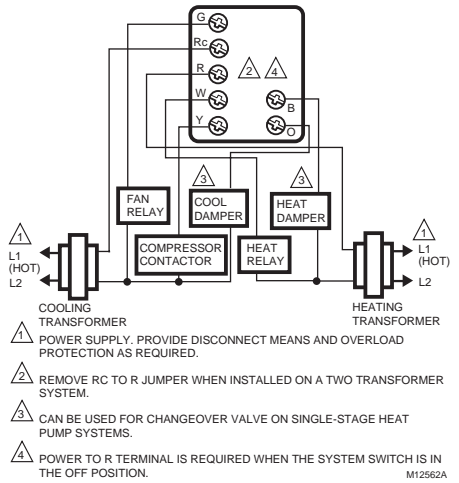 G
Rc
R
2 4
W
B
Y
O
3
3
FAN
RELAY
COOL
DAMPER
HEAT
DAMPER
1
L1
(HOT)
L2
COMPRESSOR
CONTACTOR
HEAT
RELAY
1
L1
(HOT)
L2
COOLING
TRANSFORMER
HEATING
TRANSFORMER
1 POWER SUPPLY. PROVIDE DISCONNECT MEANS AND OVERLOAD
PROTECTION AS REQUIRED.
2 REMOVE RC TO R JUMPER WHEN INSTALLED ON A TWO TRANSFORMER
SYSTEM.
3 CAN BE USED FOR CHANGEOVER VALVE ON SINGLE-STAGE HEAT
PUMP SYSTEMS.
4 POWER TO R TERMINAL IS REQUIRED WHEN THE SYSTEM SWITCH IS IN
THE OFF POSITION.
M12562A